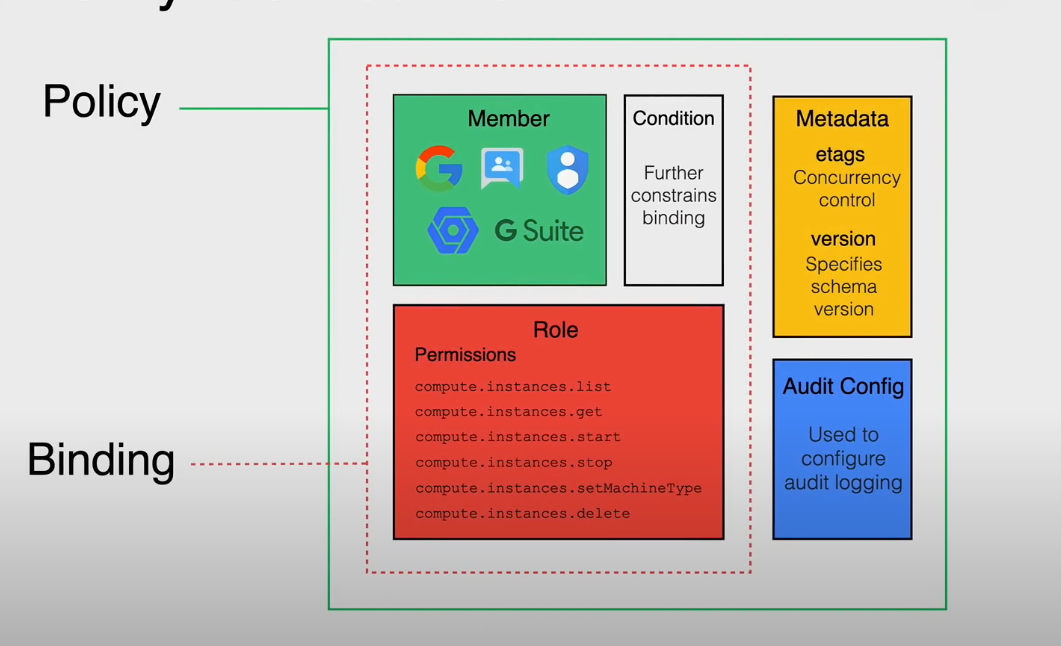 Policy
Binding
Member
G Suite
Condition
Further
constrains
binding
Role
Permissions
compute.instances.list
compute.instances.get
compute.instances.start
compute.instances.stop
compute.instances.setMachineType
compute.instances.delete
Metadata
etags
Concurrency
control
version
Specifies
schema
version
Audit Config
Used to
configure
audit logging